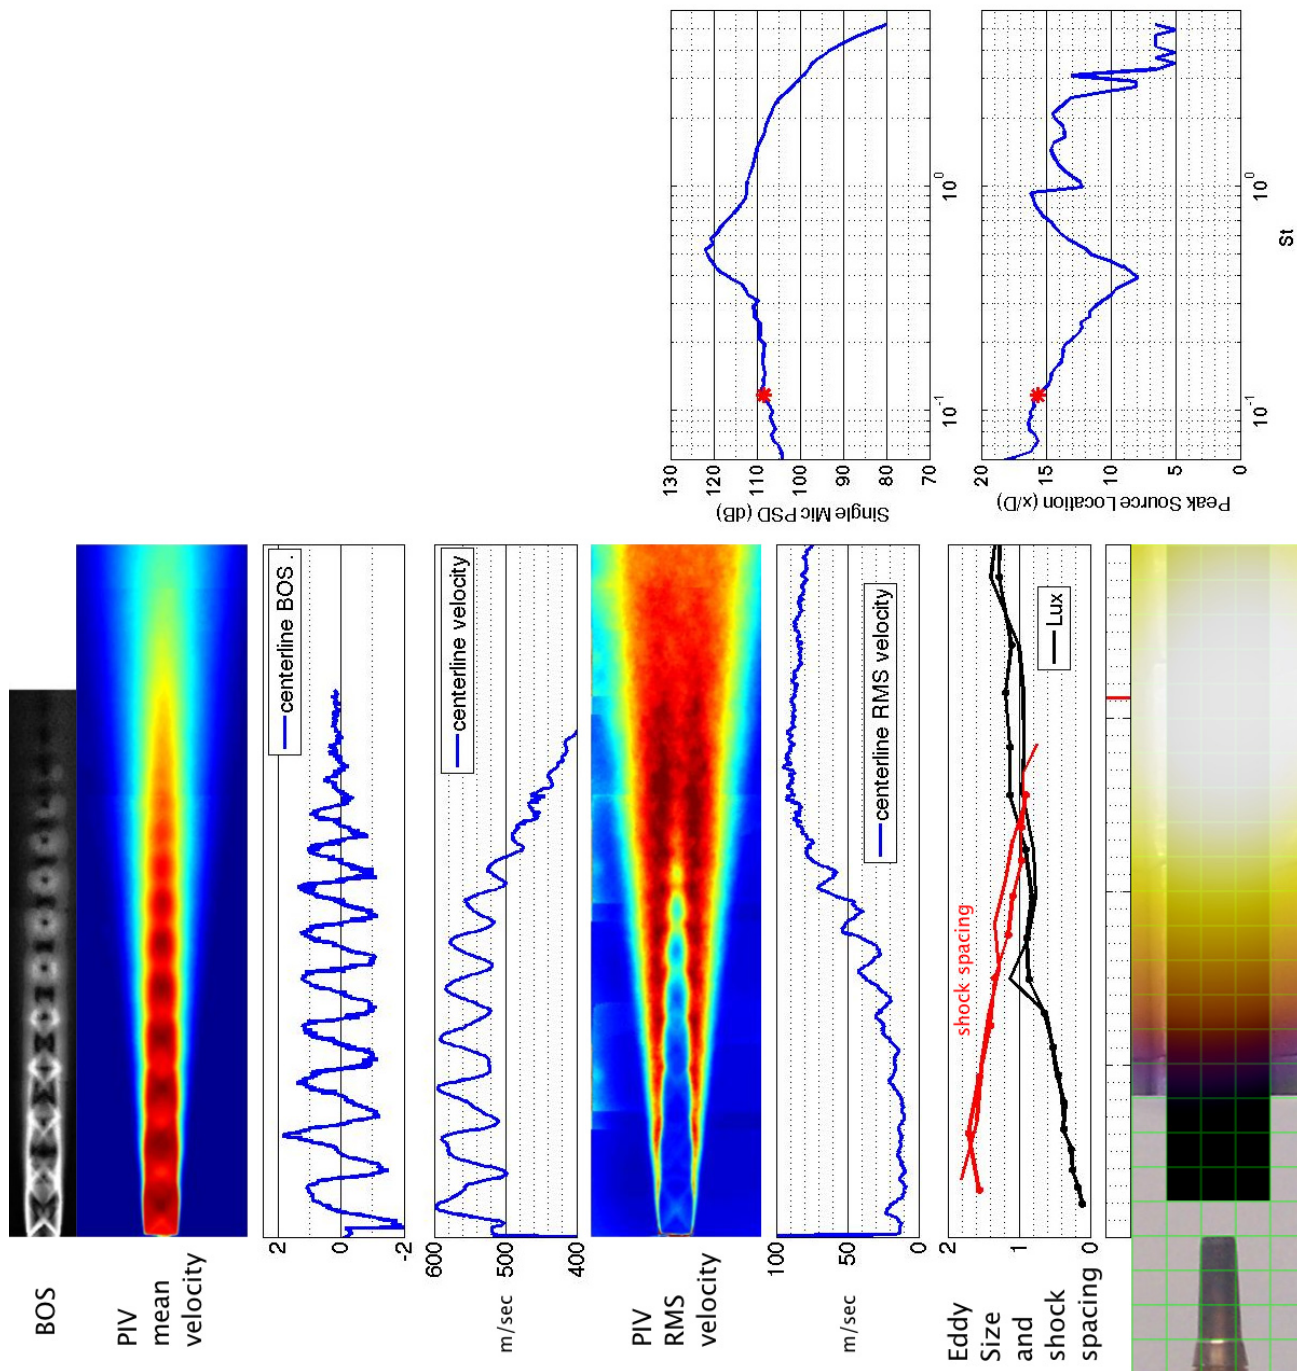 BOS
PIV
mean
velocity
2
0
-2
centerline BOS .
600
500
400
m/sec
centerline velocity
PIV
RMS
velocity
100
50
0
m/sec
centerline RMS velocity
Eddy
Size
and
shock
spacing
2
1
0
shock spacing
Lux
130
120
110
100
90
80
70
Single Mic PSD (dB)
10⁻¹
10⁰
20
15
10
5
0
Peak Source Location (x/D)
10⁻¹
10⁰
St